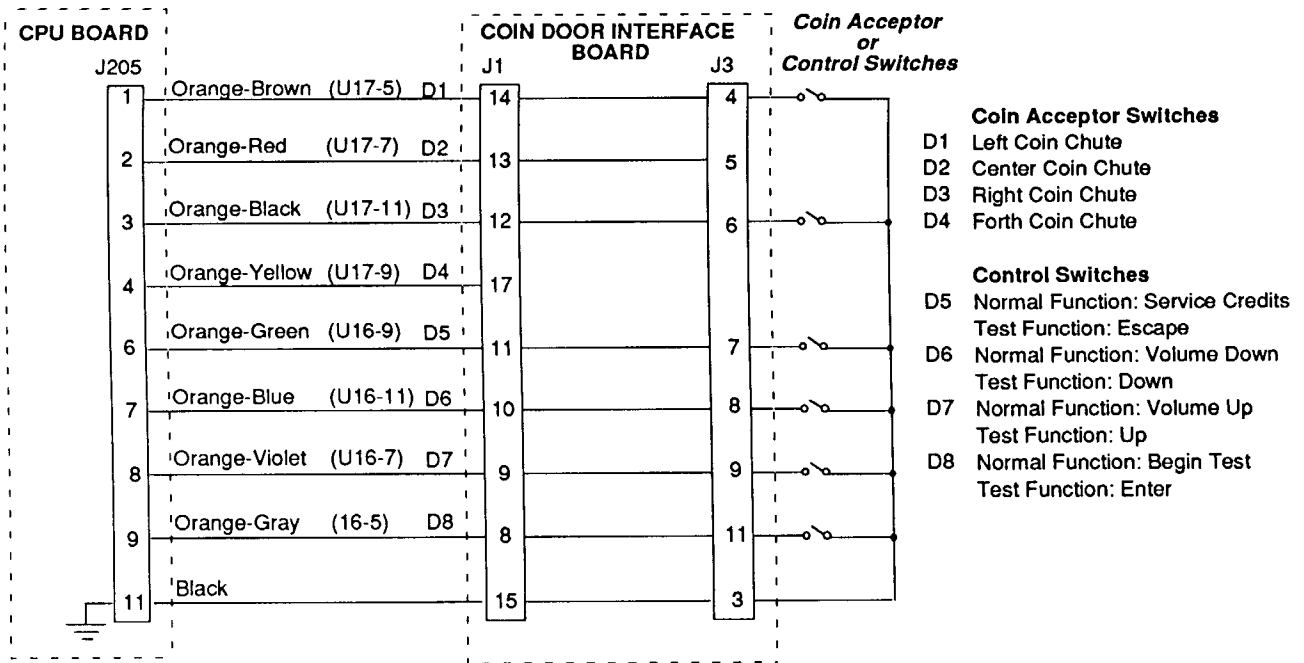 CPU BOARD
COIN DOOR INTERFACE
BOARD
Coin Acceptor
or
Control Switches
J205
J1
J3
1 Orange-Brown (U17-5) D1 14 4
2 Orange-Red (U17-7) D2 13 5
3 Orange-Black (U17-11) D3 12 6
4 Orange-Yellow (U17-9) D4 17
6 Orange-Green (U16-9) D5 11 7
7 Orange-Blue (U16-11) D6 10 8
8 Orange-Violet (U16-7) D7 9 9
9 Orange-Gray (16-5) D8 8 11
11 Black 15 3
Coin Acceptor Switches
D1 Left Coin Chute
D2 Center Coin Chute
D3 Right Coin Chute
D4 Forth Coin Chute
Control Switches
D5 Normal Function: Service Credits
Test Function: Escape
D6 Normal Function: Volume Down
Test Function: Down
D7 Normal Function: Volume Up
Test Function: Up
D8 Normal Function: Begin Test
Test Function: Enter